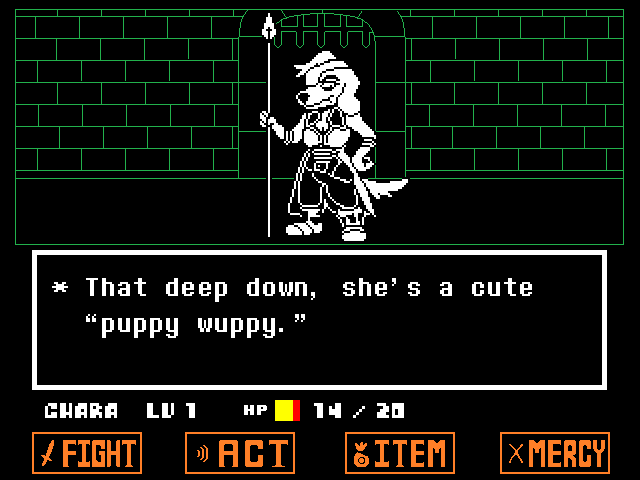 * That deep down, she's a cute
“puppy wuppy.”
CHARA LV 1 HP 14 / 20
FIGHT ACT ITEM MERCY